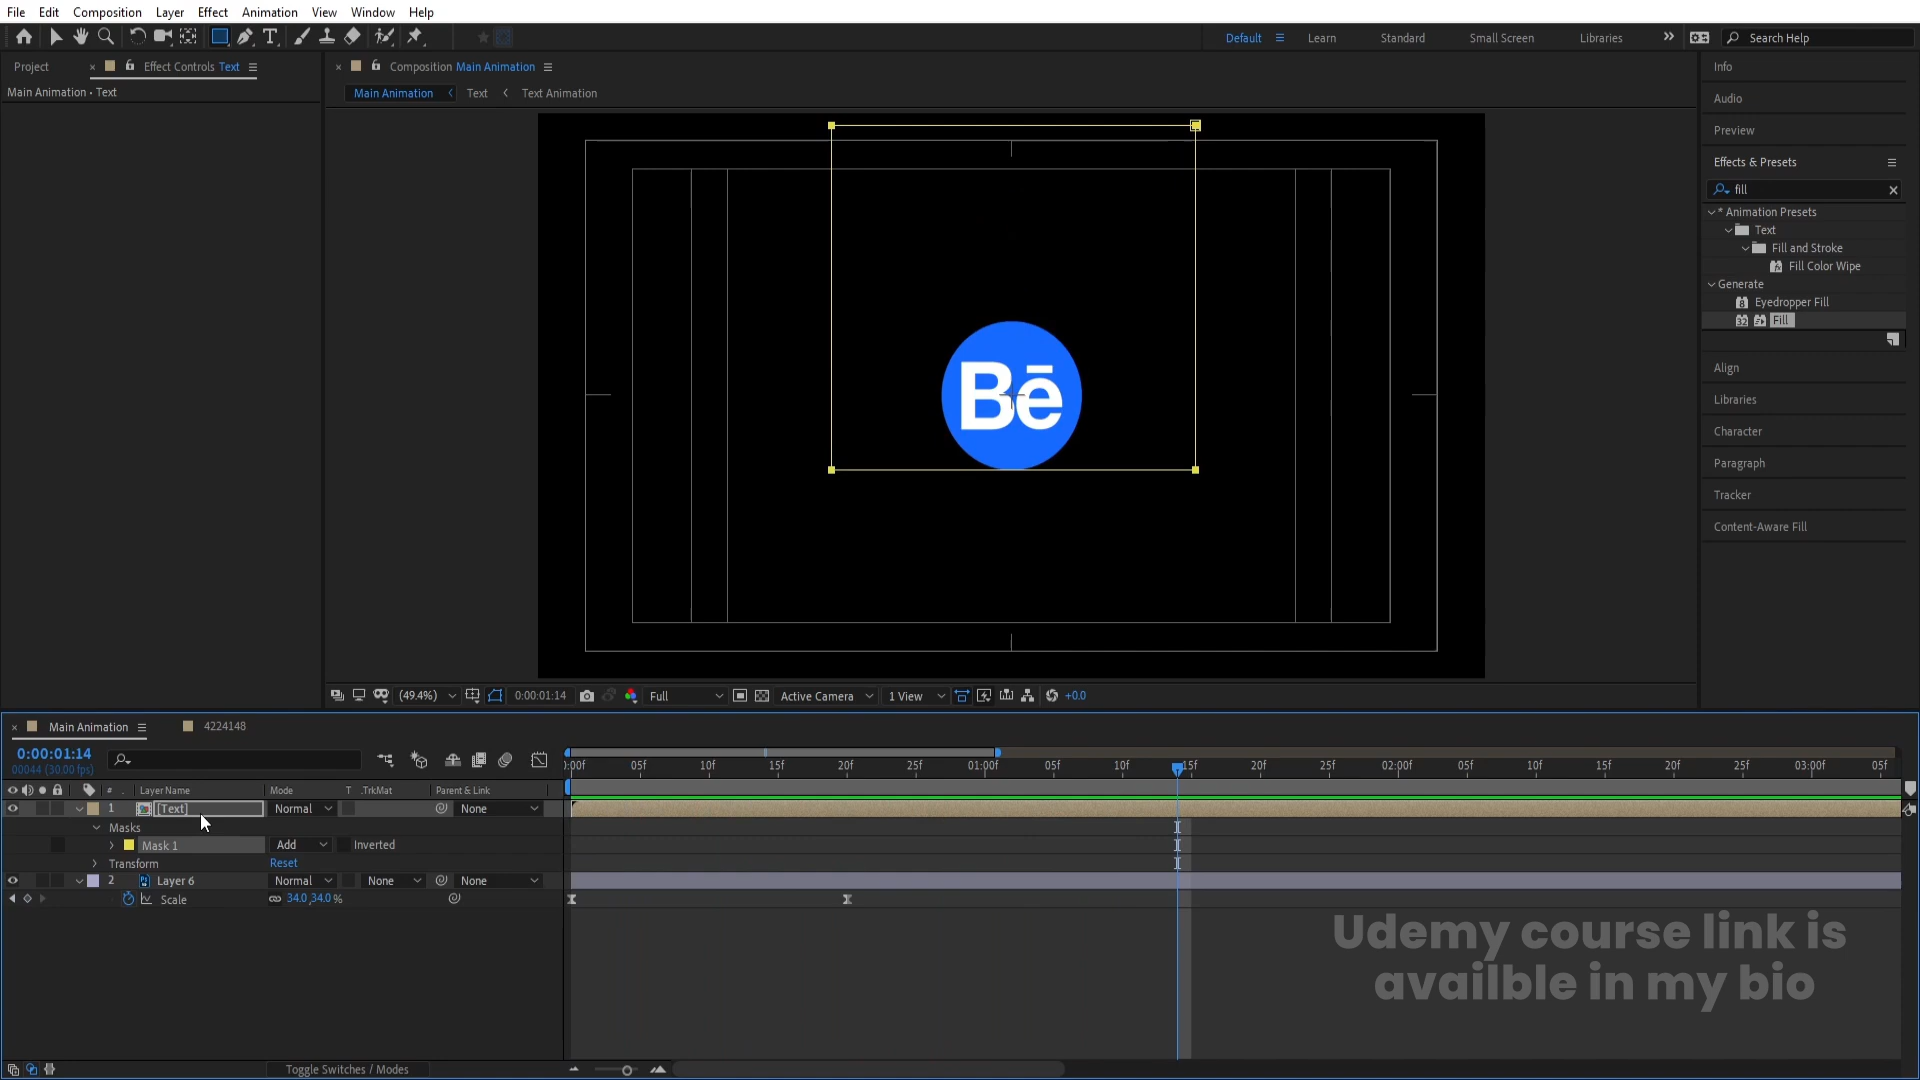 File Edit Composition Layer Effect Animation View Window Help
Default Learn Standard Small Screen Libraries Search Help
Project Effect Controls Text
Composition Main Animation
Info
Main Animation • Text
Main Animation Text Text Animation
Audio
Preview
Effects & Presets
fill
* Animation Presets
Text
Fill and Stroke
Fill Color Wipe
Generate
Eyedropper Fill
Fill
Align
Libraries
Character
Paragraph
Tracker
Content-Aware Fill
Bē
(49.4%) 0:00:01:14 Full Active Camera 1 View +0.0
Main Animation 4224148
0:00:01:14
00044 (30.00 fps)
:00f 05f 10f 15f 20f 25f 01:00f 05f 10f 15f 20f 25f 02:00f 05f 10f 15f 20f 25f 03:00f 05f
# Layer Name Mode T .TrkMat Parent & Link
1 [Text] Normal None
Masks
Mask 1 Add Inverted
Transform Reset
2 Layer 6 Normal None None
Scale 34.0,34.0%
Udemy course link is
availble in my bio
Toggle Switches / Modes